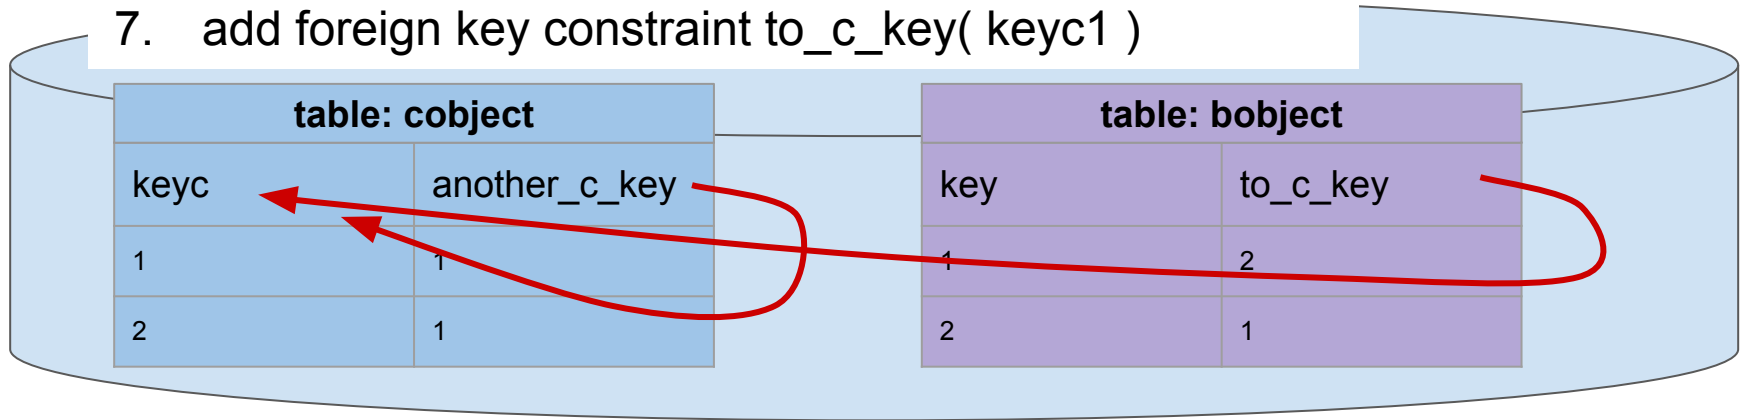 7. add foreign key constraint to_c_key( keyc1 )
table: cobject
keyc another_c_key
1 1
2 1
table: bobject
key to_c_key
1 2
2 1